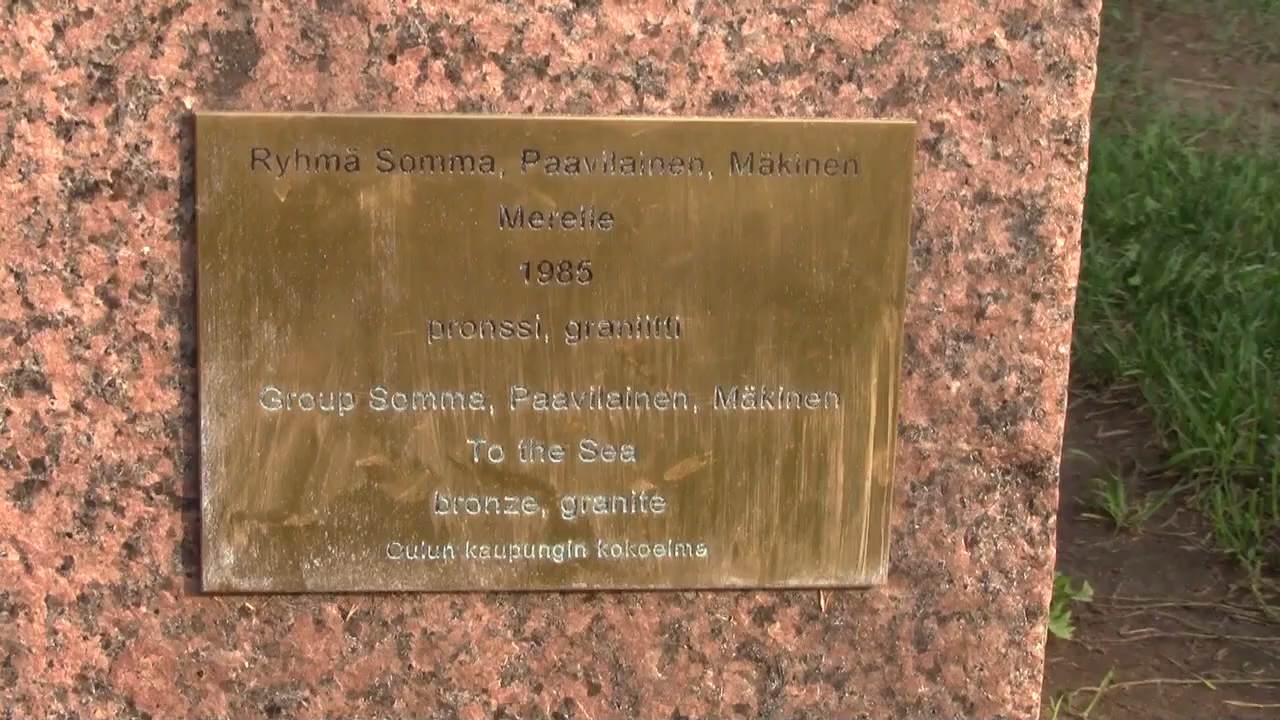 Ryhmä Somma, Paavilainen, Mäkinen
Merelle
1985
pronssi, graniitti
Group Somma, Paavilainen, Mäkinen
To the Sea
bronze, granite
Oulun kaupungin kokoelma